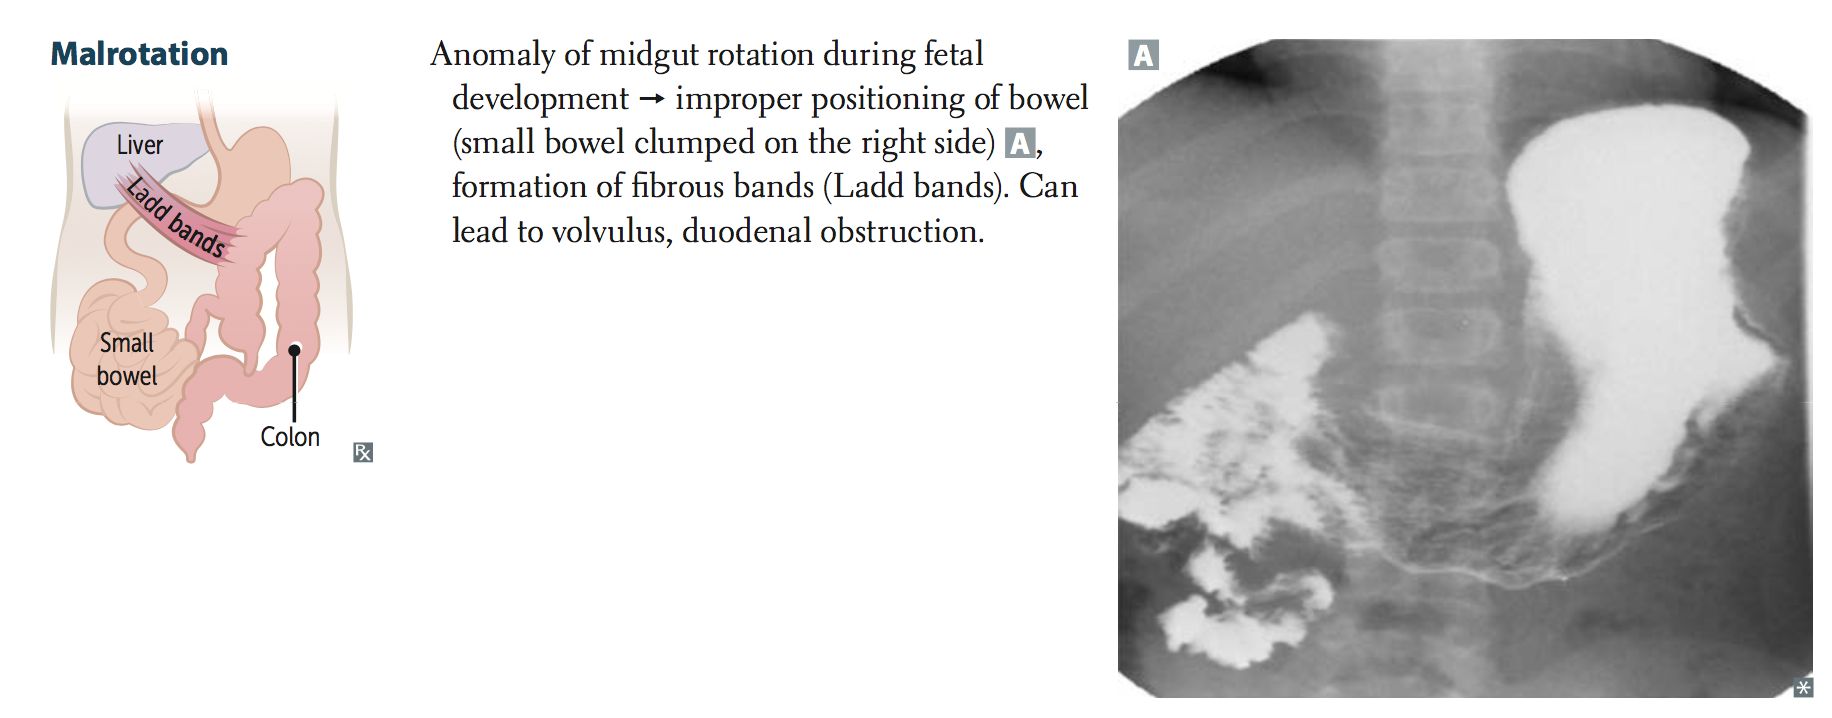 Malrotation
Liver
Ladd bands
Small
bowel
Colon
Rx
Anomaly of midgut rotation during fetal
development → improper positioning of bowel
(small bowel clumped on the right side) A,
formation of fibrous bands (Ladd bands). Can
lead to volvulus, duodenal obstruction.
A
*